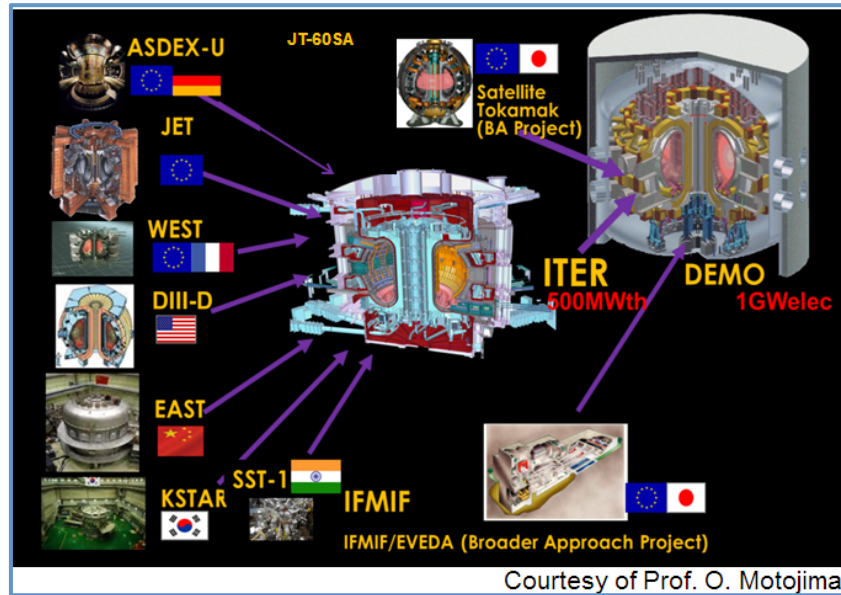 ASDEX-U
JT-60SA
JET
Satellite
Tokamak
(BA Project)
WEST
ITER
500MWth
DEMO
1GWelec
DIII-D
EAST
SST-1
KSTAR
IFMIF
IFMIF/EVEDA (Broader Approach Project)
Courtesy of Prof. O. Motojima